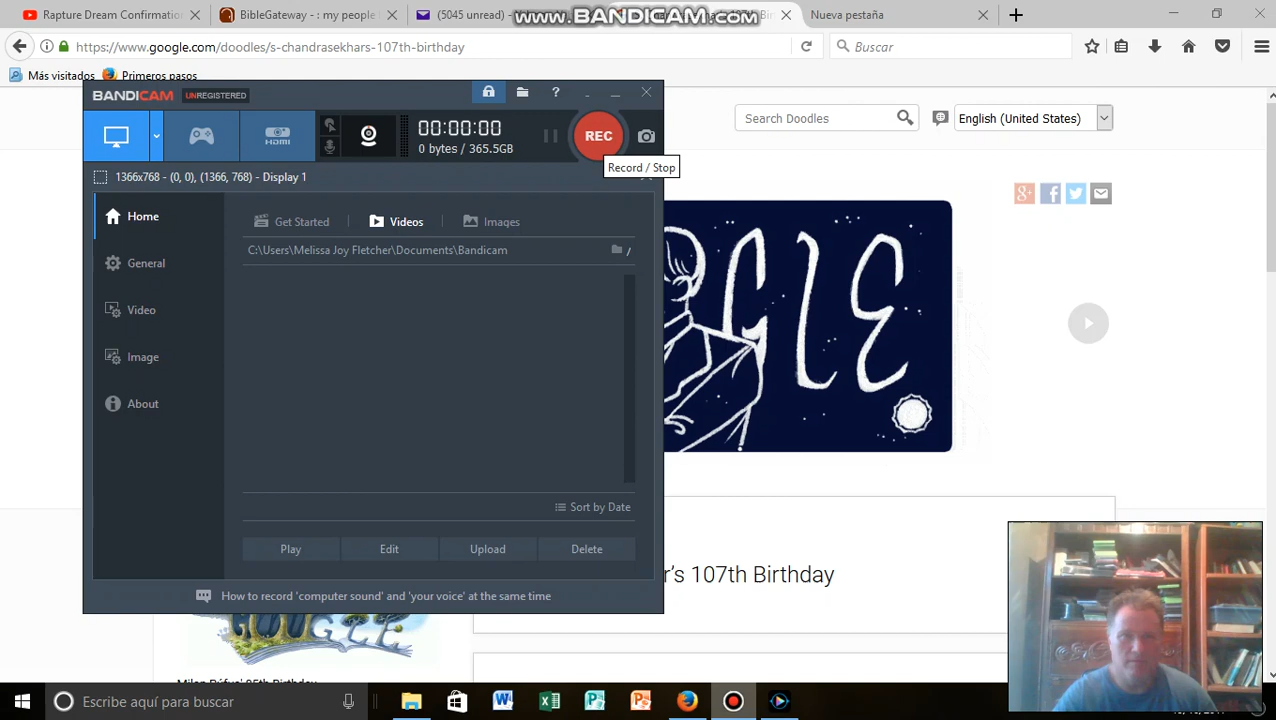 Rapture Dream Confirmation
BibleGateway - : my people
(5045 unread) -
107th Bi
Nueva pestaña
www.BANDICAM.com
https://www.google.com/doodles/s-chandrasekhars-107th-birthday
Buscar
Más visitados
Primeros pasos
BANDICAM UNREGISTERED
Search Doodles
English (United States)
HDMI
00:00:00
0 bytes / 365.5GB
REC
Record / Stop
1366x768 - (0, 0), (1366, 768) - Display 1
Home
General
Video
Image
About
Get Started
Videos
Images
C:\Users\Melissa Joy Fletcher\Documents\Bandicam
Sort by Date
Play
Edit
Upload
Delete
How to record 'computer sound' and 'your voice' at the same time
r's 107th Birthday
Escribe aquí para buscar